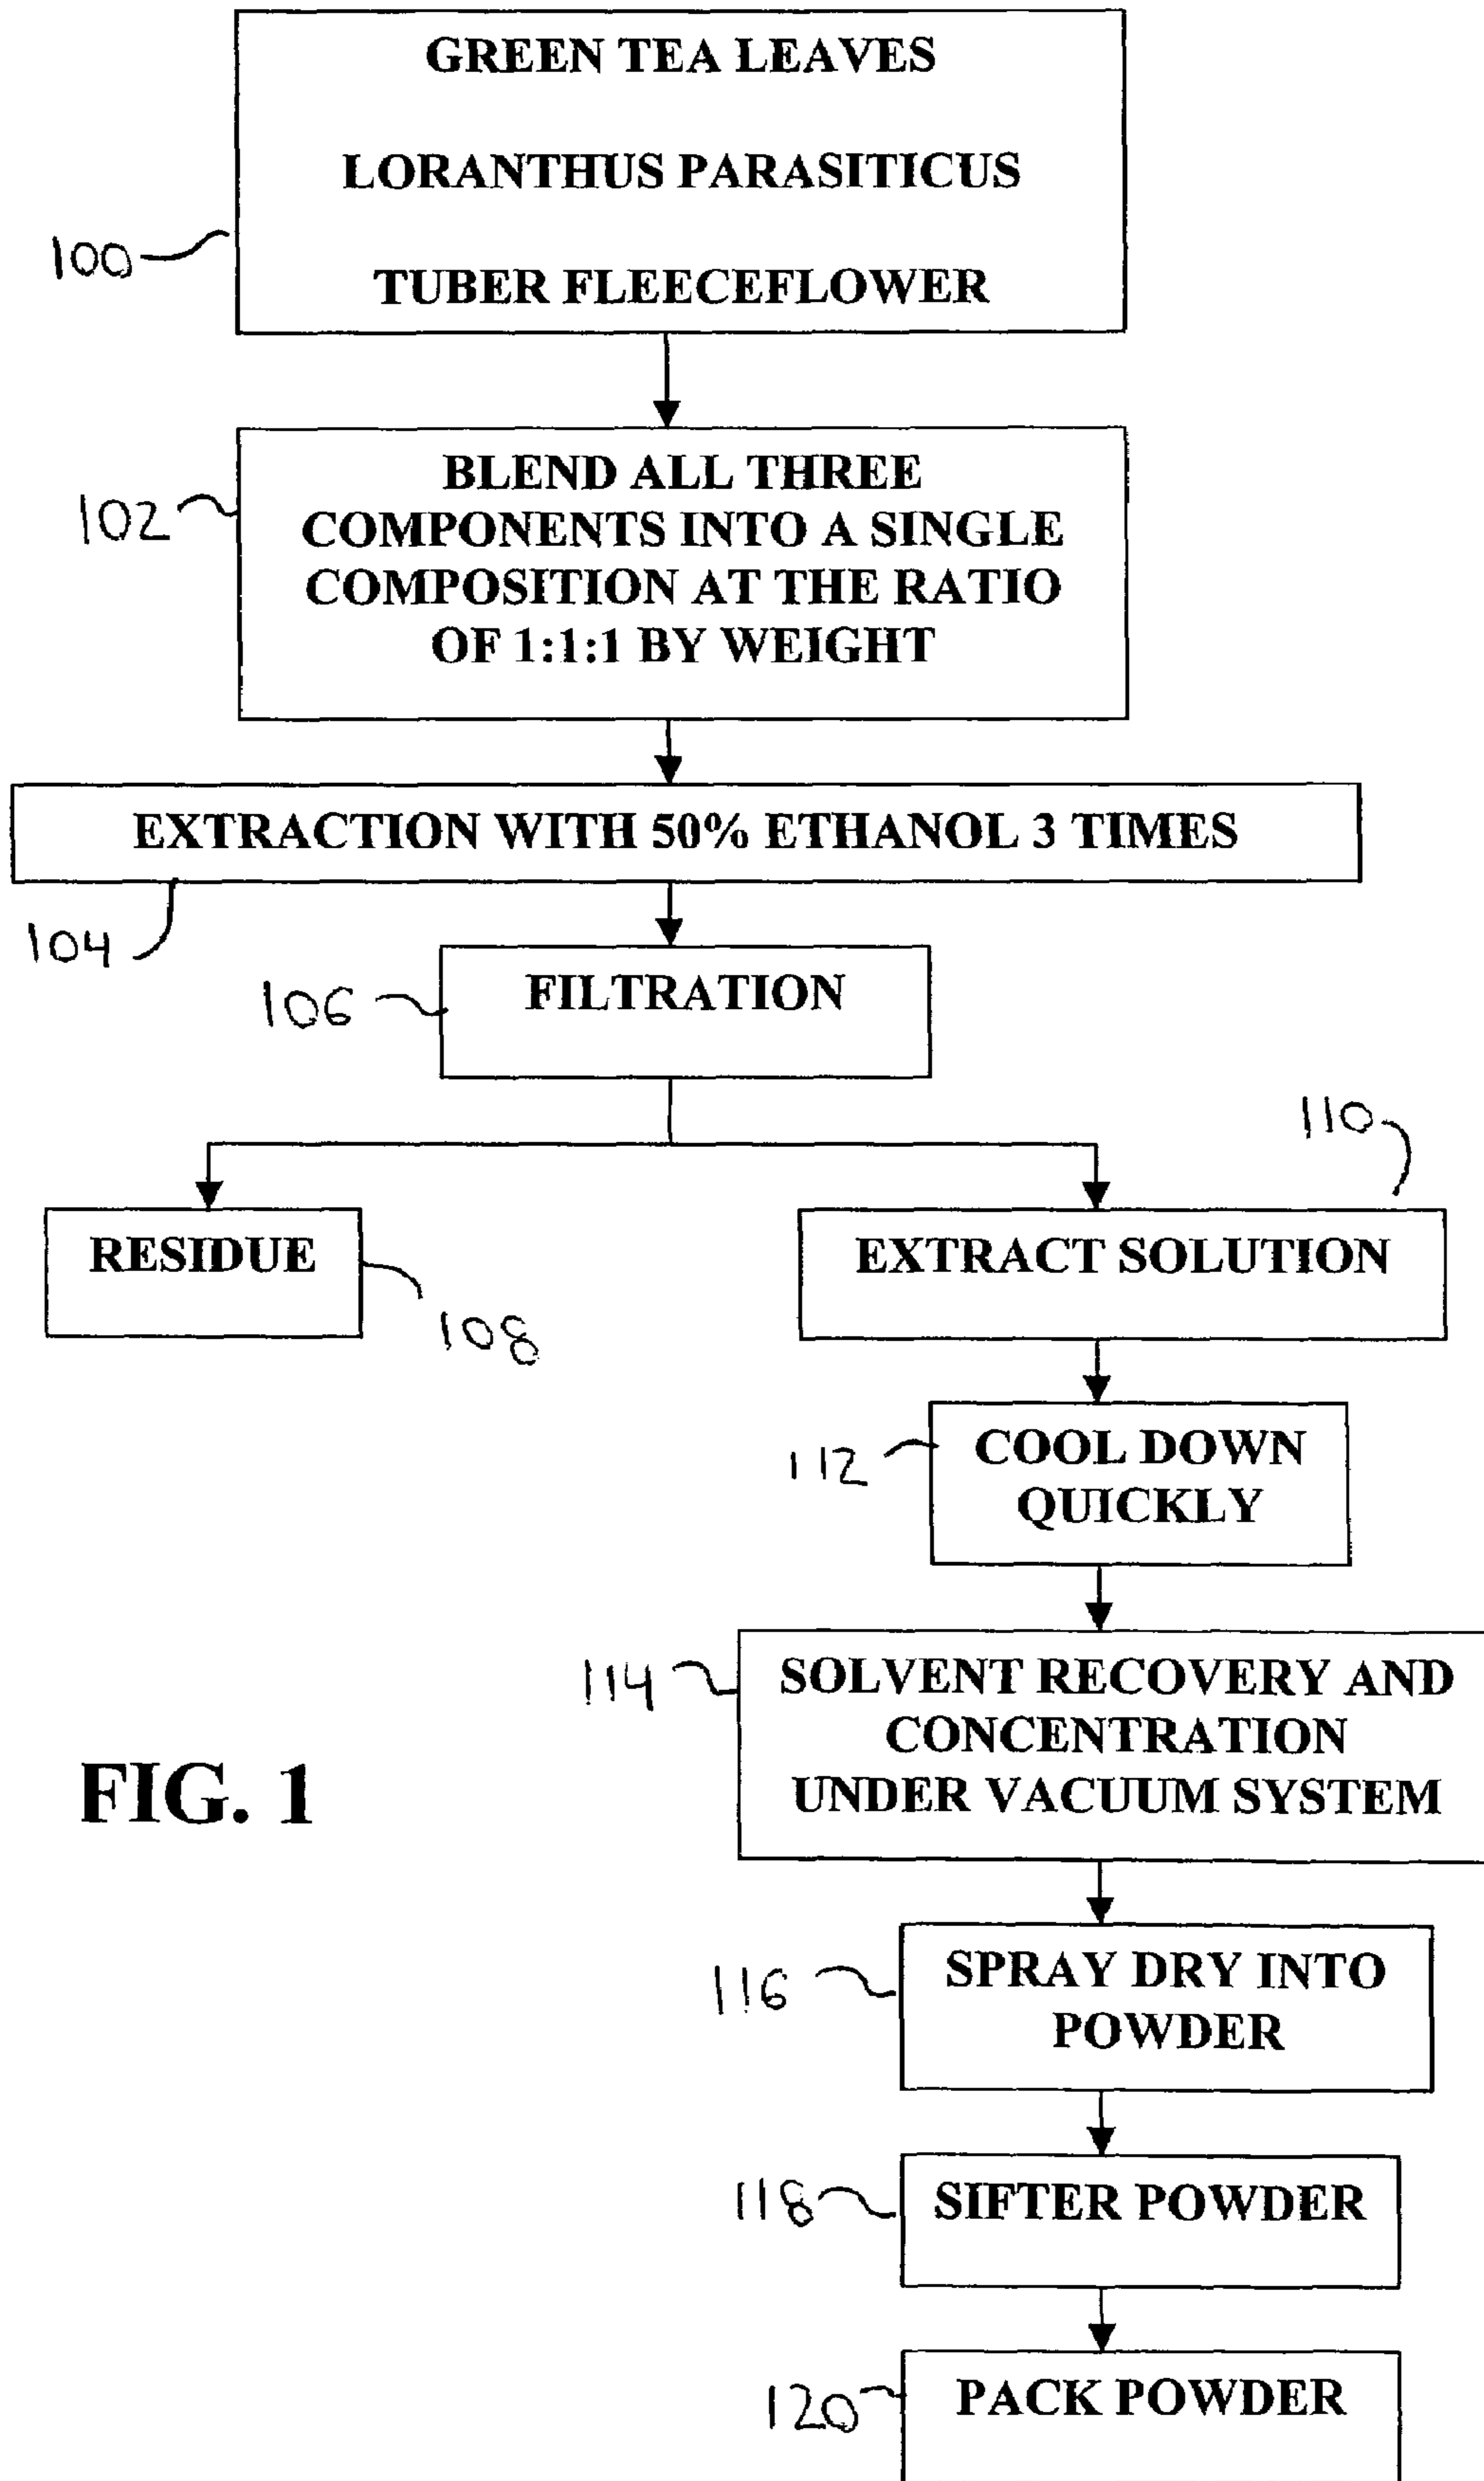 GREEN TEA LEAVES
LORANTHUS PARASITICUS
100
TUBER FLEECEFLOWER
BLEND ALL THREE
102
COMPONENTS INTO A SINGLE
COMPOSITION AT THE RATIO
OF 1:1:1 BY WEIGHT
EXTRACTION WITH 50% ETHANOL 3 TIMES
104
106
FILTRATION
110
RESIDUE
108
EXTRACT SOLUTION
112
COOL DOWN
QUICKLY
114
SOLVENT RECOVERY AND
CONCENTRATION
UNDER VACUUM SYSTEM
FIG. 1
116
SPRAY DRY INTO
POWDER
118
SIFTER POWDER
120
PACK POWDER